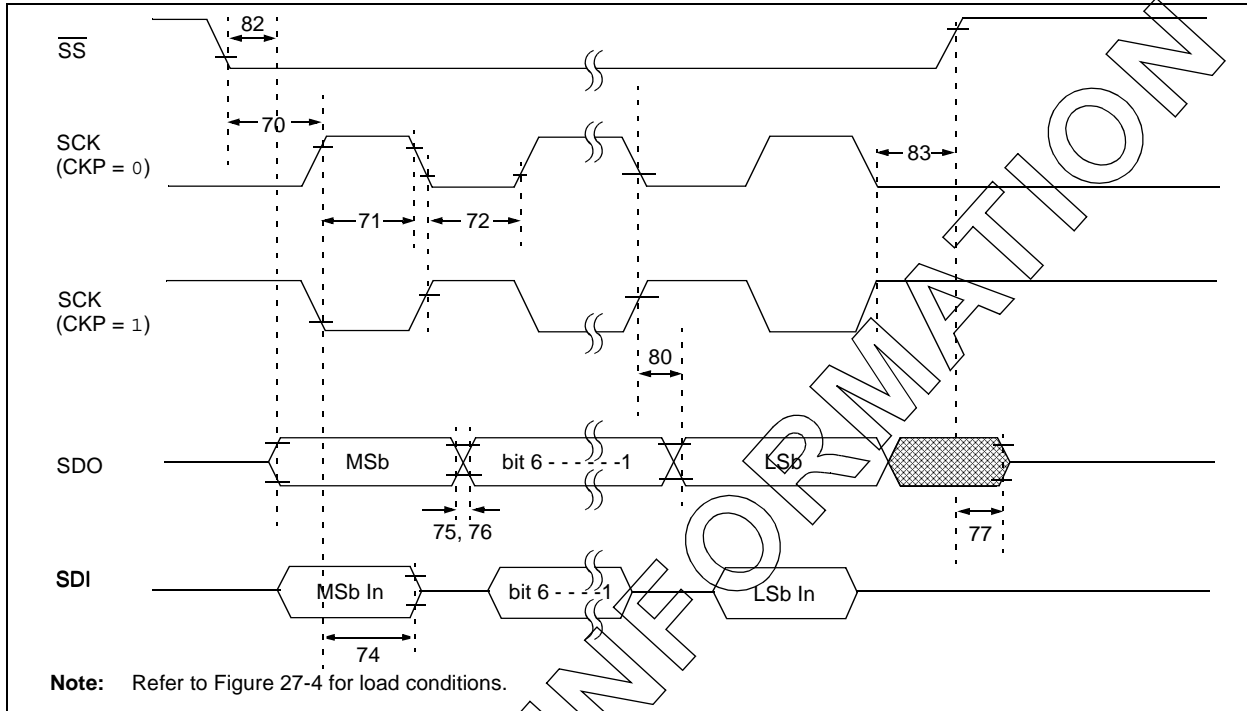 82
SS
70
SCK
(CKP = 0)
83
71
72
SCK
(CKP = 1)
80
SDO
MSb
bit 6 - - - - - -1
LSb
75, 76
77
SDI
MSb In
bit 6 - - - -1
LSb In
74
Note: Refer to Figure 27-4 for load conditions.
NFORMATION